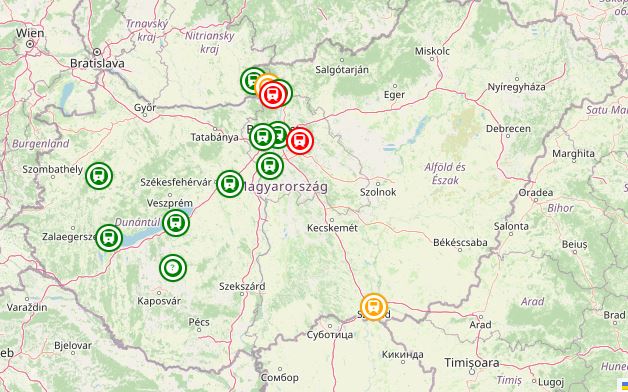 Wien
Trnavský
kraj
Nitriansky
kraj
Bratislava
Salgótarján
Miskolc
Eger
Nyíregyháza
Győr
Tatabánya
Debrecen
Satu Mare
Burgenland
Szombathely
Székesfehérvár
Magyarország
Alföld és
Észak
Marghita
Veszprém
Dunántúl
Szolnok
Oradea
Bihor
Kecskemét
Salonta
Békéscsaba
Beiuș
Kaposvár
Szekszárd
Pécs
Varaždin
Arad
Arad
Brad
Суботица
Bjelovar
Сомбор
Кикинда
Timișoara
Timiș
Lugoj